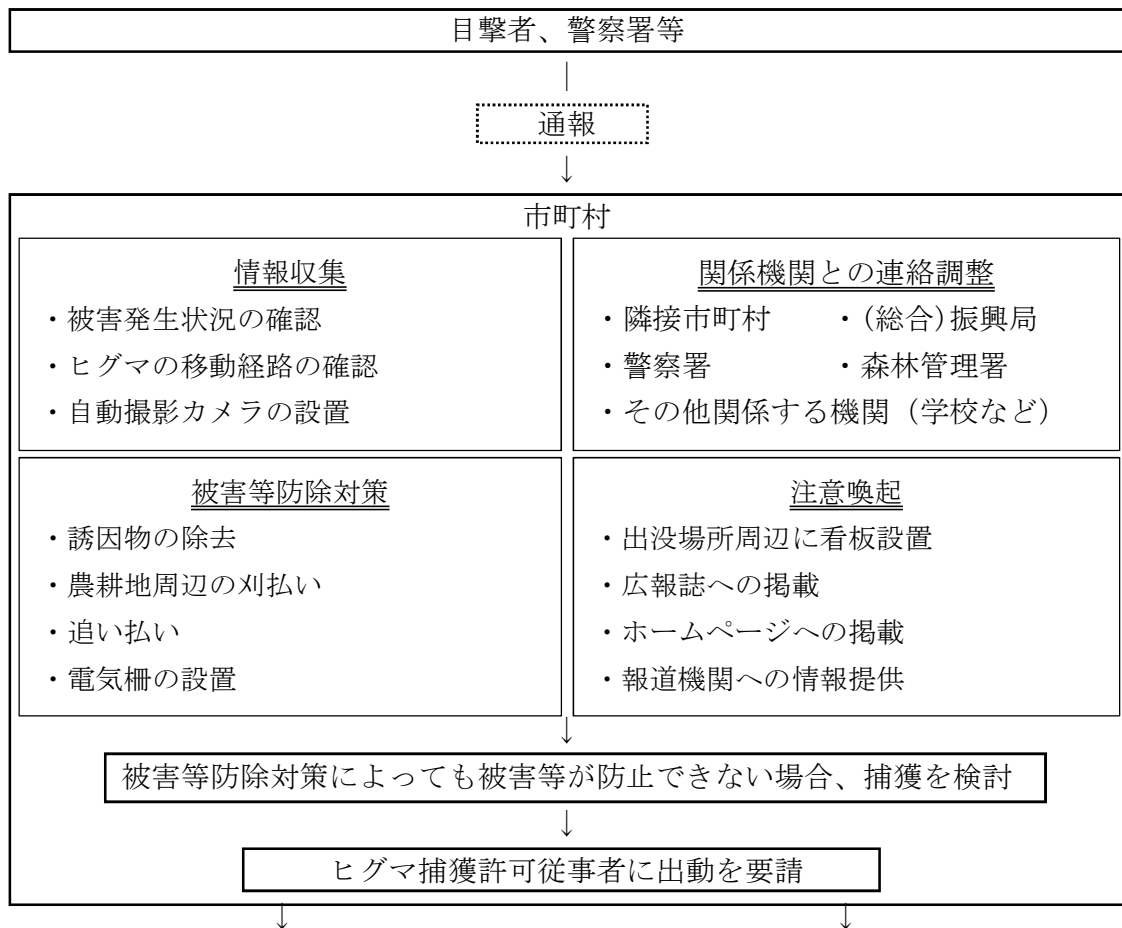 目撃者、警察署等
通報
市町村
情報収集
・被害発生状況の確認
・ヒグマの移動経路の確認
・自動撮影カメラの設置
関係機関との連絡調整
・隣接市町村 ・(総合)振興局
・警察署 ・森林管理署
・その他関係する機関（学校など）
被害等防除対策
・誘因物の除去
・農耕地周辺の刈払い
・追い払い
・電気柵の設置
注意喚起
・出没場所周辺に看板設置
・広報誌への掲載
・ホームページへの掲載
・報道機関への情報提供
被害等防除対策によっても被害等が防止できない場合、捕獲を検討
ヒグマ捕獲許可従事者に出動を要請